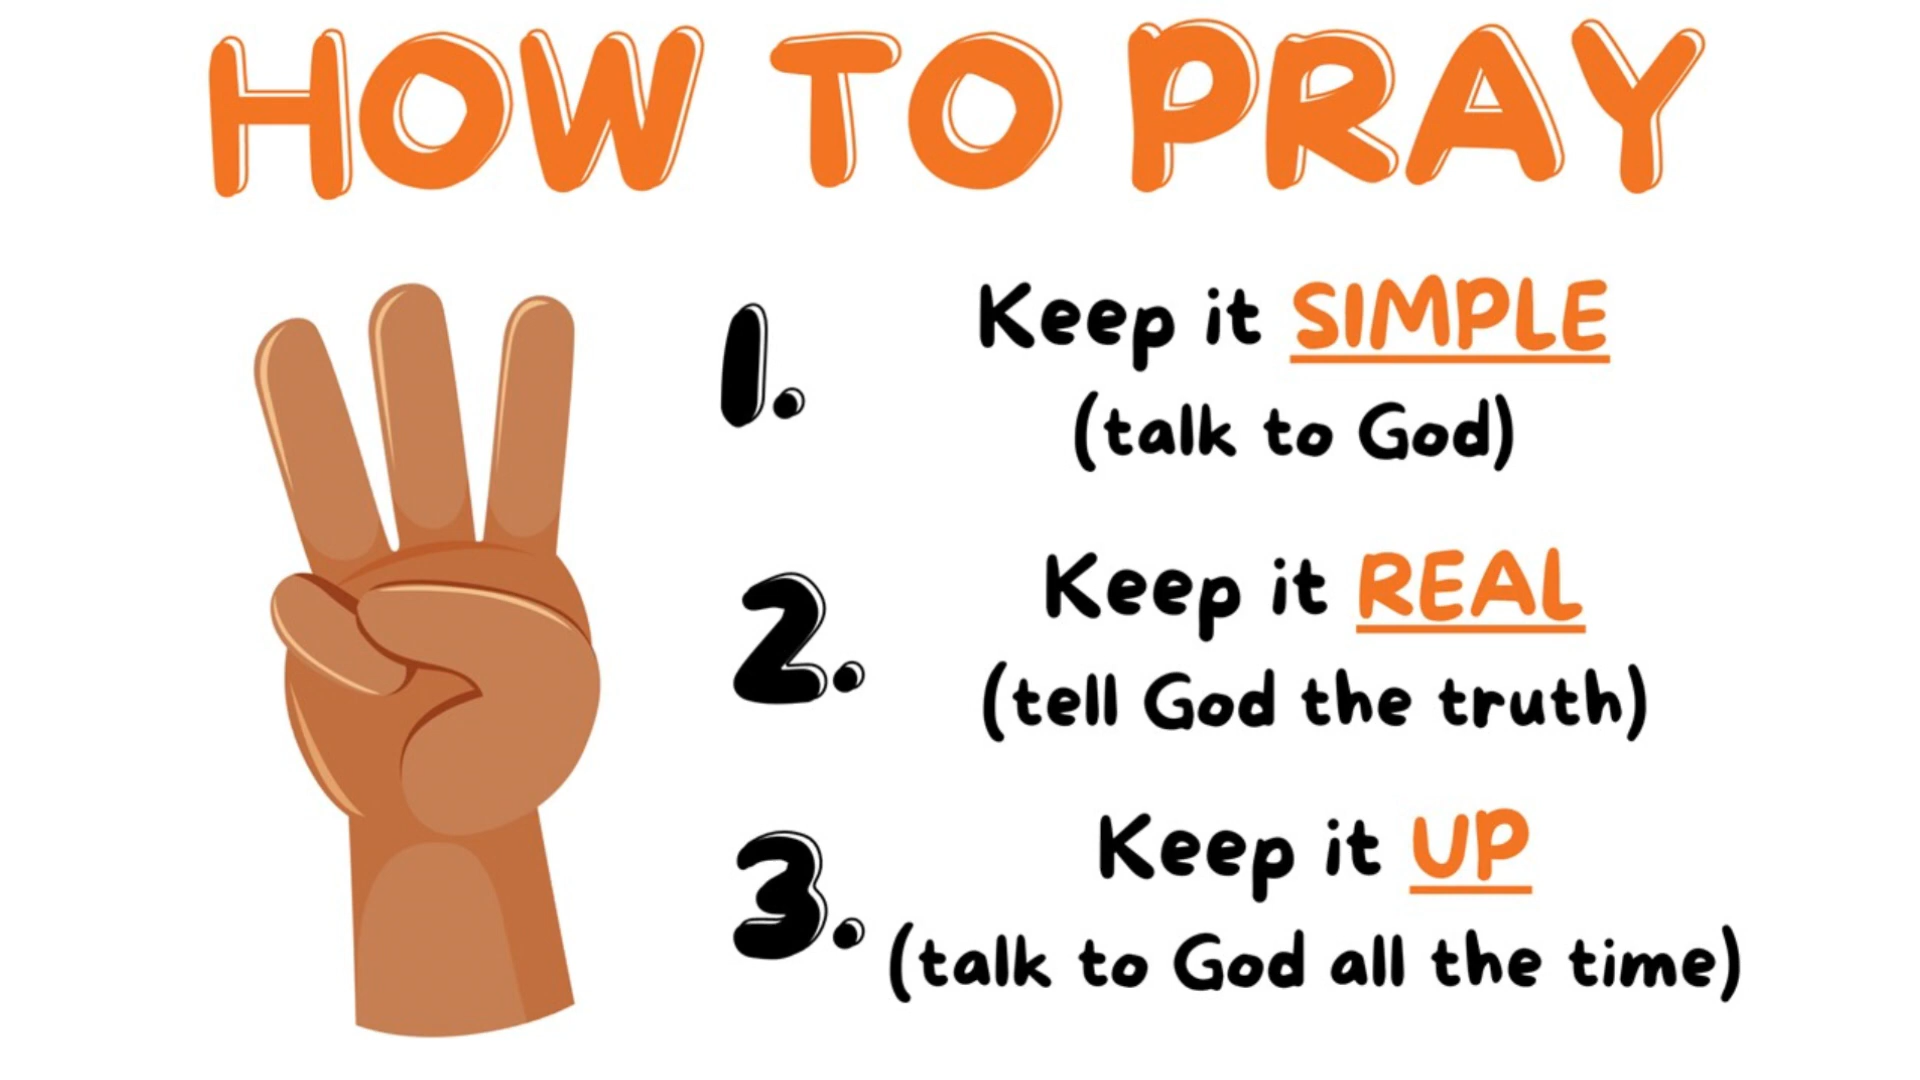 HOW TO PRAY
1. Keep it SIMPLE
(talk to God)
2. Keep it REAL
(tell God the truth)
3. Keep it UP
(talk to God all the time)